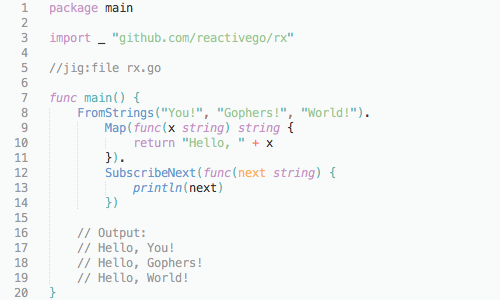 1 package main
2
3 import _ "github.com/reactivego/rx"
4
5 //jig:file rx.go
6
7 func main() {
8     FromStrings("You!", "Gophers!", "World!").
9         Map(func(x string) string {
10             return "Hello, " + x
11         }).
12         SubscribeNext(func(next string) {
13             println(next)
14         })
15
16     // Output:
17     // Hello, You!
18     // Hello, Gophers!
19     // Hello, World!
20 }